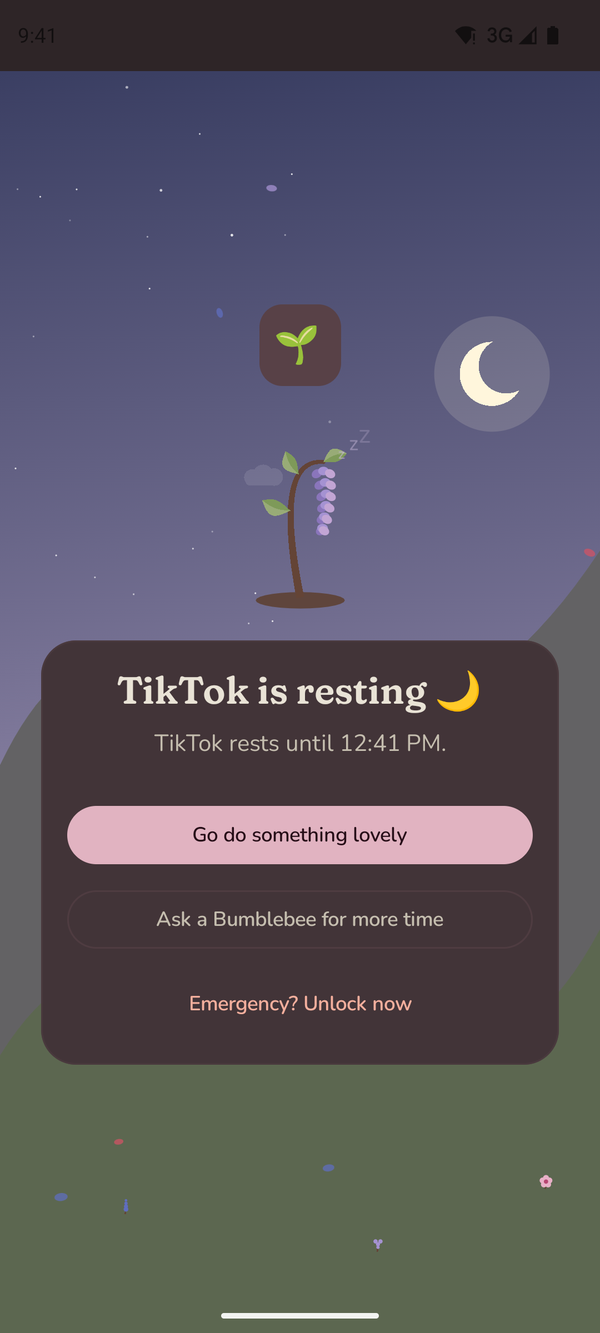 9:41
3G
z z Z
TikTok is resting 🌙
TikTok rests until 12:41 PM.
Go do something lovely
Ask a Bumblebee for more time
Emergency? Unlock now